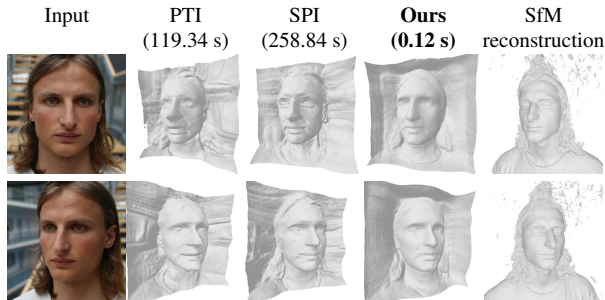 Input PTI SPI Ours SfM
(119.34 s) (258.84 s) (0.12 s) reconstruction